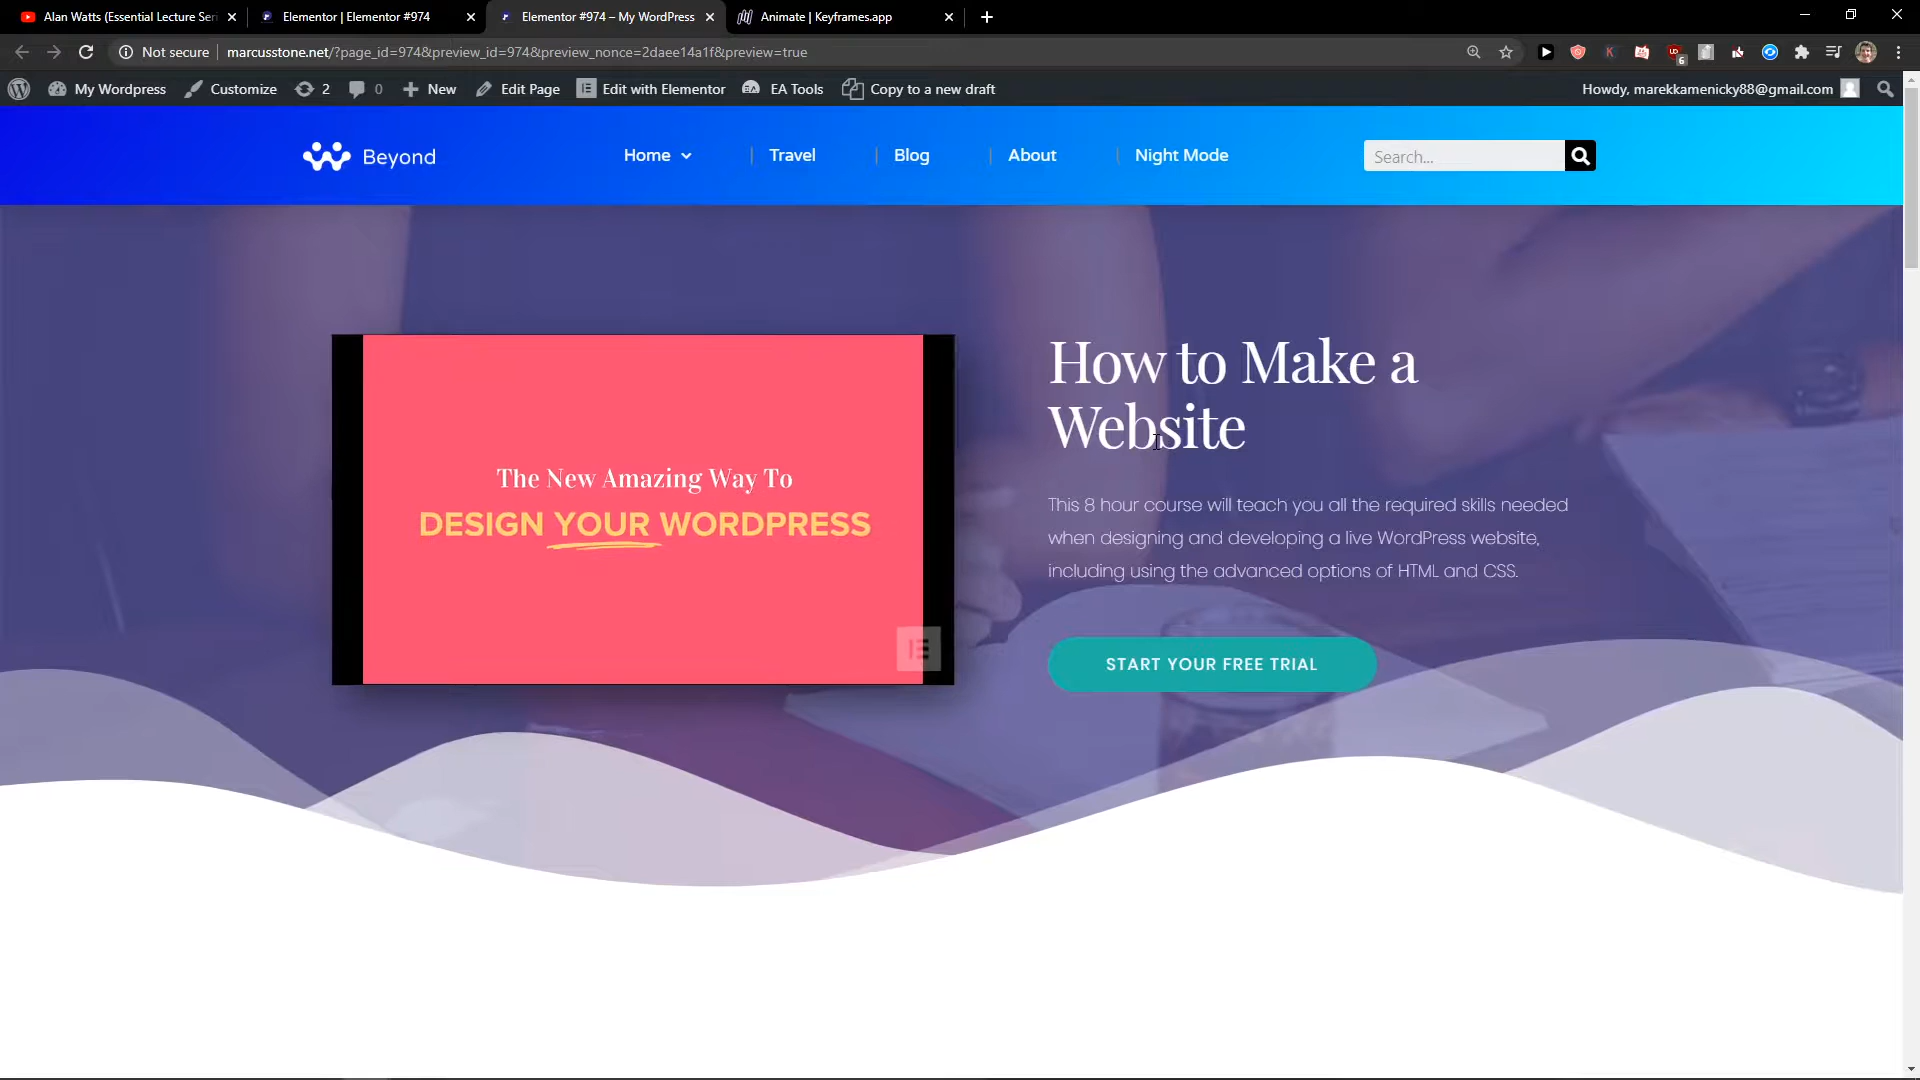 Alan Watts (Essential Lecture Seri
Elementor | Elementor #974
Elementor #974 – My WordPress
Animate | Keyframes.app
Not secure
marcusstone.net/?page_id=974&preview_id=974&preview_nonce=2daee14a1f&preview=true
6
My Wordpress
Customize
2
0
New
Edit Page
Edit with Elementor
EA Tools
Copy to a new draft
Howdy, marekkamenicky88@gmail.com
Beyond
Home
Travel
Blog
About
Night Mode
Search...
The New Amazing Way To
DESIGN YOUR WORDPRESS
How to Make a
Website
This 8 hour course will teach you all the required skills needed
when designing and developing a live WordPress website,
including using the advanced options of HTML and CSS.
START YOUR FREE TRIAL